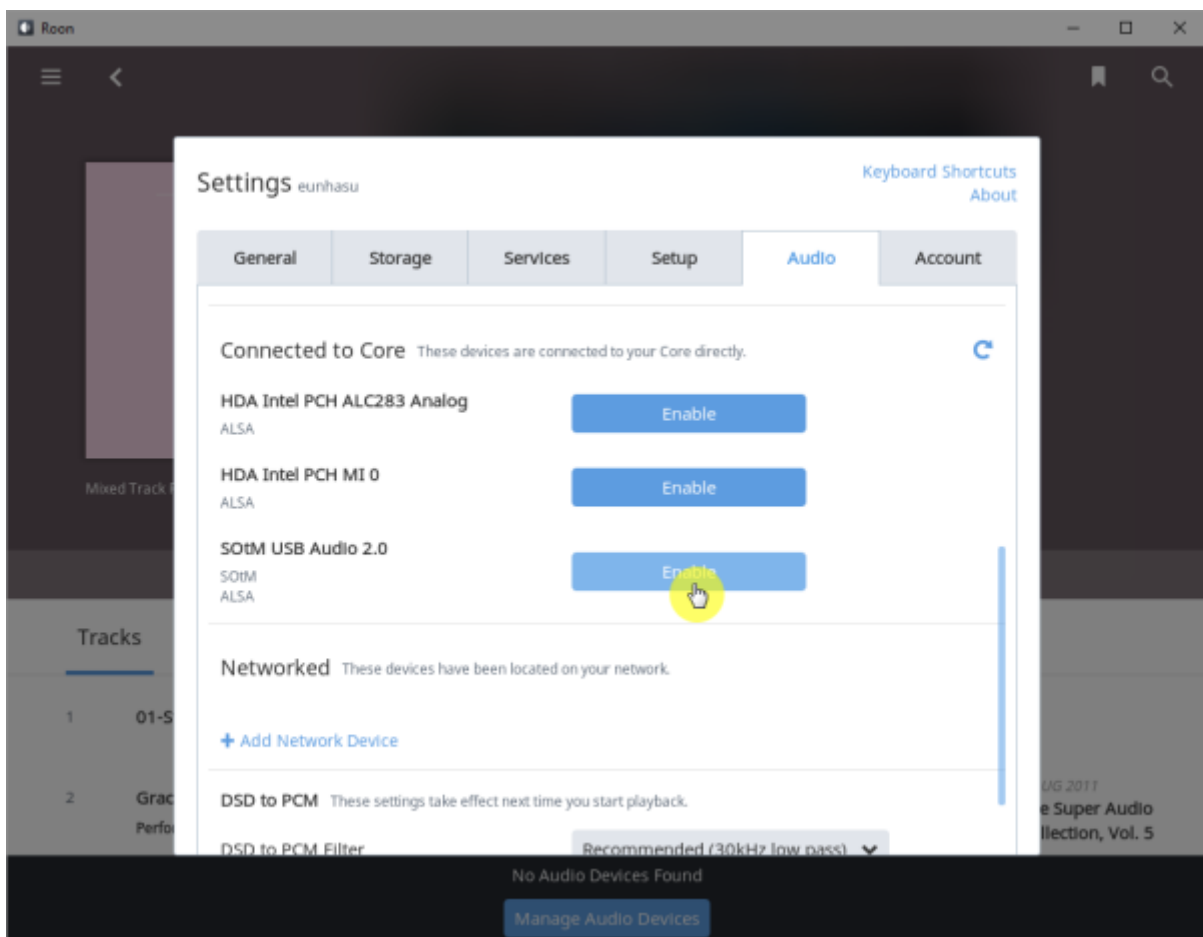 Roon
Settings eunhasu
Keyboard Shortcuts
About
General Storage Services Setup Audio Account
Connected to Core These devices are connected to your Core directly.
HDA Intel PCH ALC283 Analog
ALSA
Enable
HDA Intel PCH MI 0
ALSA
Enable
SOtM USB Audio 2.0
SOtM
ALSA
Enable
Networked These devices have been located on your network.
+ Add Network Device
DSD to PCM These settings take effect next time you start playback.
DSD to PCM Filter Recommended (30kHz low pass)
Mixed Track
Tracks
1 01-S
2 Grac
Perfo
UG 2011
e Super Audio
llection, Vol. 5
No Audio Devices Found
Manage Audio Devices